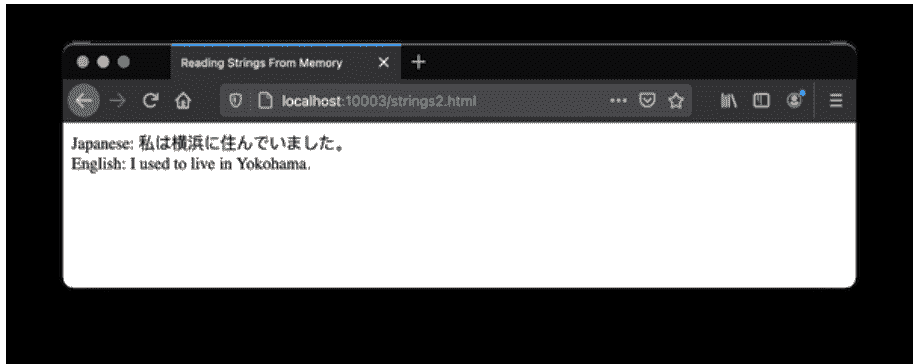 Reading Strings From Memory
localhost:10003/strings2.html
Japanese: 私は横浜に住んでいました。
English: I used to live in Yokohama.